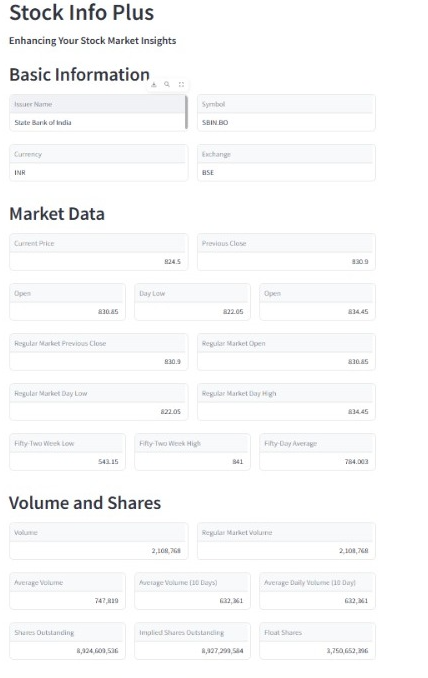 Stock Info Plus
Enhancing Your Stock Market Insights
Basic Information
Issuer Name
Symbol
State Bank of India
SBIN.BO
Currency
Exchange
INR
BSE
Market Data
Current Price
Previous Close
824.5
830.9
Open
Day Low
Open
830.85
822.05
834.45
Regular Market Previous Close
Regular Market Open
830.9
830.85
Regular Market Day Low
Regular Market Day High
822.05
834.45
Fifty-Two Week Low
Fifty-Two Week High
Fifty-Day Average
543.15
841
784.003
Volume and Shares
Volume
Regular Market Volume
2,108,768
2,108,768
Average Volume
Average Volume (10 Days)
Average Daily Volume (10 Day)
747,819
632,361
632,361
Shares Outstanding
Implied Shares Outstanding
Float Shares
8,924,609,536
8,927,299,584
3,750,652,396